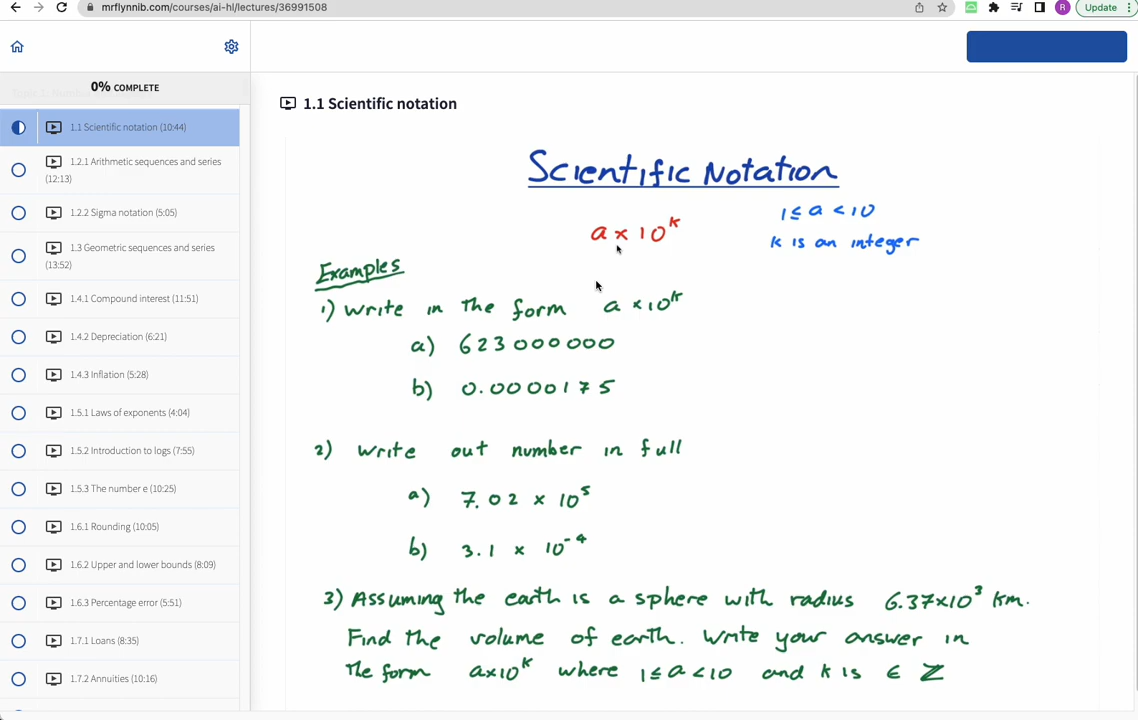 mrflynnib.com/courses/ai-hl/lectures/36991508
R
Update
0% COMPLETE
1.1 Scientific notation (10:44)
1.2.1 Arithmetic sequences and series
(12:13)
1.2.2 Sigma notation (5:05)
1.3 Geometric sequences and series
(13:52)
1.4.1 Compound interest (11:51)
1.4.2 Depreciation (6:21)
1.4.3 Inflation (5:28)
1.5.1 Laws of exponents (4:04)
1.5.2 Introduction to logs (7:55)
1.5.3 The number e (10:25)
1.6.1 Rounding (10:05)
1.6.2 Upper and lower bounds (8:09)
1.6.3 Percentage error (5:51)
1.7.1 Loans (8:35)
1.7.2 Annuities (10:16)
1.1 Scientific notation
Scientific Notation
a × 10^k
1 ≤ a < 10
k is an integer
Examples
1) Write in the form a × 10^k
a) 623000000
b) 0.0000175
2) Write out number in full
a) 7.02 × 10^5
b) 3.1 × 10^-4
3) Assuming the earth is a sphere with radius 6.37×10^3 km.
Find the volume of earth. Write your answer in
the form a×10^k where 1 ≤ a < 10 and k is ∈ ℤ